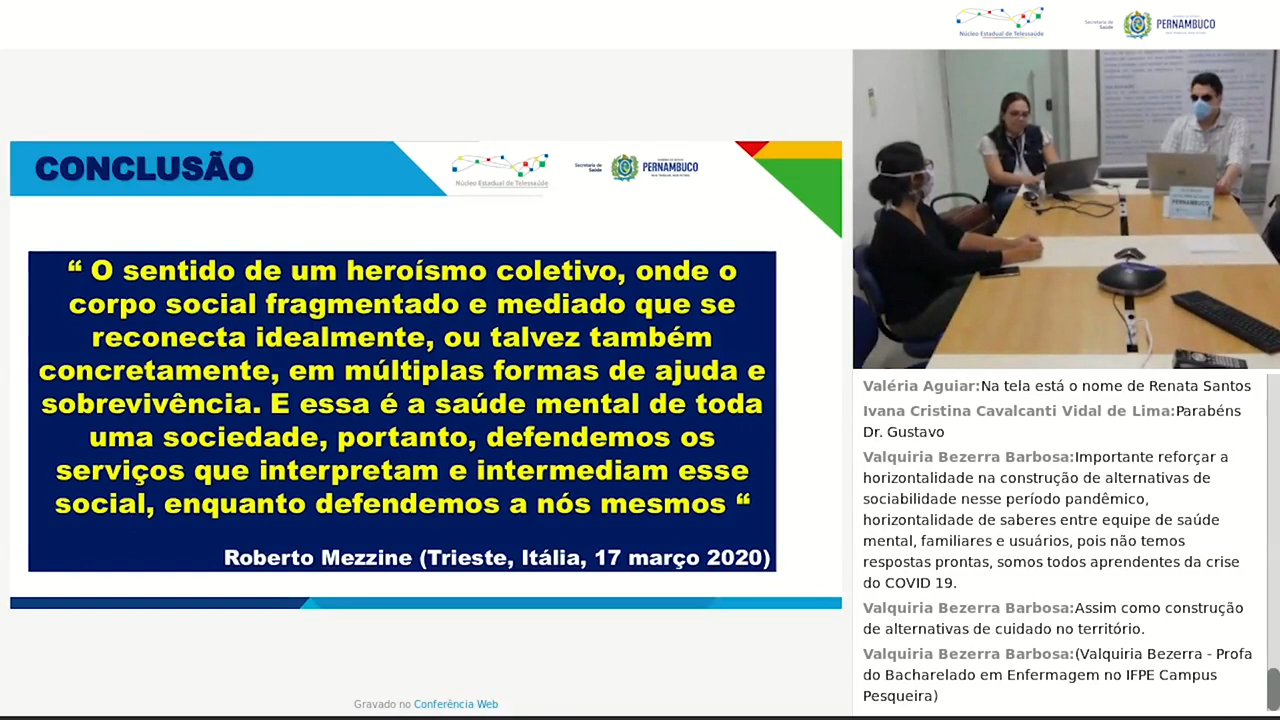 Núcleo Estadual de Telessaúde
Secretaria de
Saúde
PERNAMBUCO
CONCLUSÃO
Núcleo Estadual de Telessaúde
Secretaria de
Saúde
PERNAMBUCO
“ O sentido de um heroísmo coletivo, onde o
corpo social fragmentado e mediado que se
reconecta idealmente, ou talvez também
concretamente, em múltiplas formas de ajuda e
sobrevivência. E essa é a saúde mental de toda
uma sociedade, portanto, defendemos os
serviços que interpretam e intermediam esse
social, enquanto defendemos a nós mesmos “
Roberto Mezzine (Trieste, Itália, 17 março 2020)
Gravado no Conferência Web
PERNAMBUCO
Valéria Aguiar:Na tela está o nome de Renata Santos
Ivana Cristina Cavalcanti Vidal de Lima:Parabéns
Dr. Gustavo
Valquiria Bezerra Barbosa:Importante reforçar a
horizontalidade na construção de alternativas de
sociabilidade nesse período pandêmico,
horizontalidade de saberes entre equipe de saúde
mental, familiares e usuários, pois não temos
respostas prontas, somos todos aprendentes da crise
do COVID 19.
Valquiria Bezerra Barbosa:Assim como construção
de alternativas de cuidado no território.
Valquiria Bezerra Barbosa:(Valquiria Bezerra - Profa
do Bacharelado em Enfermagem no IFPE Campus
Pesqueira)